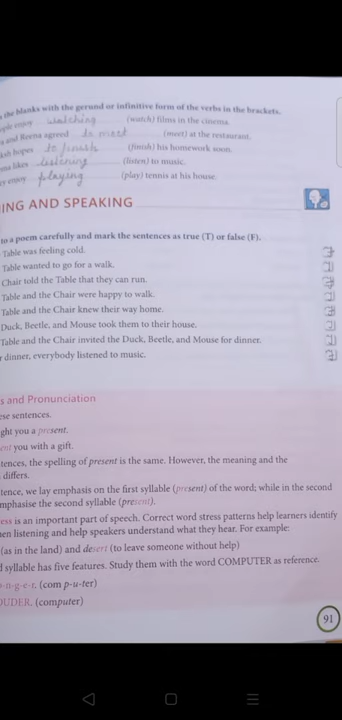 the blanks with the gerund or infinitive form of the verbs in the brackets.
enjoy watching (watch) films in the cinema.
and Reena agreed to meet (meet) at the restaurant.
hopes to finish (finish) his homework soon.
likes listening (listen) to music.
enjoy playing (play) tennis at his house.
ING AND SPEAKING
to a poem carefully and mark the sentences as true (T) or false (F).
Table was feeling cold.
Table wanted to go for a walk.
Chair told the Table that they can run.
Table and the Chair were happy to walk.
Table and the Chair knew their way home.
Duck, Beetle, and Mouse took them to their house.
Table and the Chair invited the Duck, Beetle, and Mouse for dinner.
dinner, everybody listened to music.
s and Pronunciation
ese sentences.
ght you a present.
ent you with a gift.
tences, the spelling of present is the same. However, the meaning and the
differs.
tence, we lay emphasis on the first syllable (present) of the word; while in the second
mphasise the second syllable (present).
ess is an important part of speech. Correct word stress patterns help learners identify
en listening and help speakers understand what they hear. For example:
(as in the land) and desert (to leave someone without help)
d syllable has five features. Study them with the word COMPUTER as reference.
-n-g-e-r. (com p-u-ter)
OUDER. (computer)
91